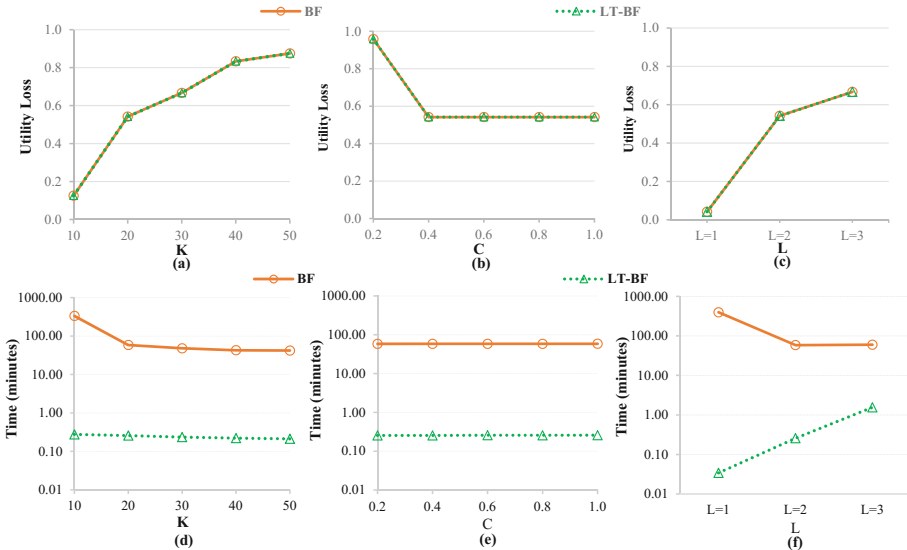 BF LT-BF
Utility Loss
1.0
0.8
0.6
0.4
0.2
0.0
10 20 30 40 50
K
(a)
Utility Loss
1.0
0.8
0.6
0.4
0.2
0.0
0.2 0.4 0.6 0.8 1.0
C
(b)
Utility Loss
1.0
0.8
0.6
0.4
0.2
0.0
L=1 L=2 L=3
L
(c)
BF LT-BF
Time (minutes)
1000.00
100.00
10.00
1.00
0.10
0.01
10 20 30 40 50
K
(d)
Time (minutes)
1000.00
100.00
10.00
1.00
0.10
0.01
0.2 0.4 0.6 0.8 1.0
C
(e)
Time (minutes)
1000.00
100.00
10.00
1.00
0.10
0.01
L=1 L=2 L=3
L
(f)